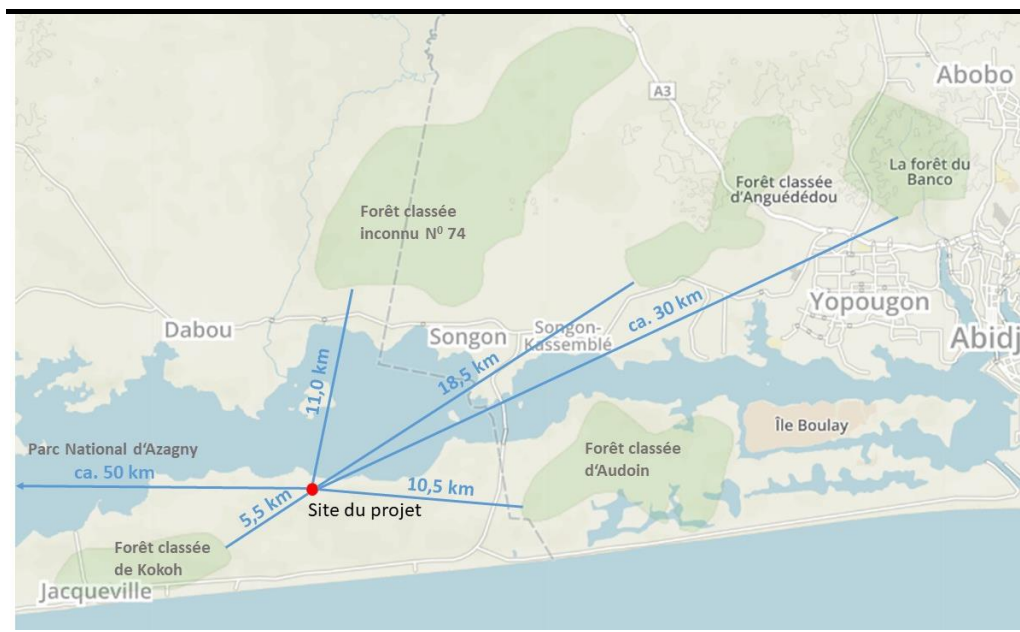 Abobo
A3
La forêt du
Banco
Forêt classée
d'Anguédédou
Forêt classée
inconnu N⁰ 74
ca. 30 km
Yopougon
Dabou
Songon
Songon-
Kassemblé
Abidj
18,5 km
11,0 km
Île Boulay
Parc National d‘Azagny
ca. 50 km
Forêt classée
d‘Audoin
10,5 km
5,5 km
Site du projet
Forêt classée
de Kokoh
Jacqueville